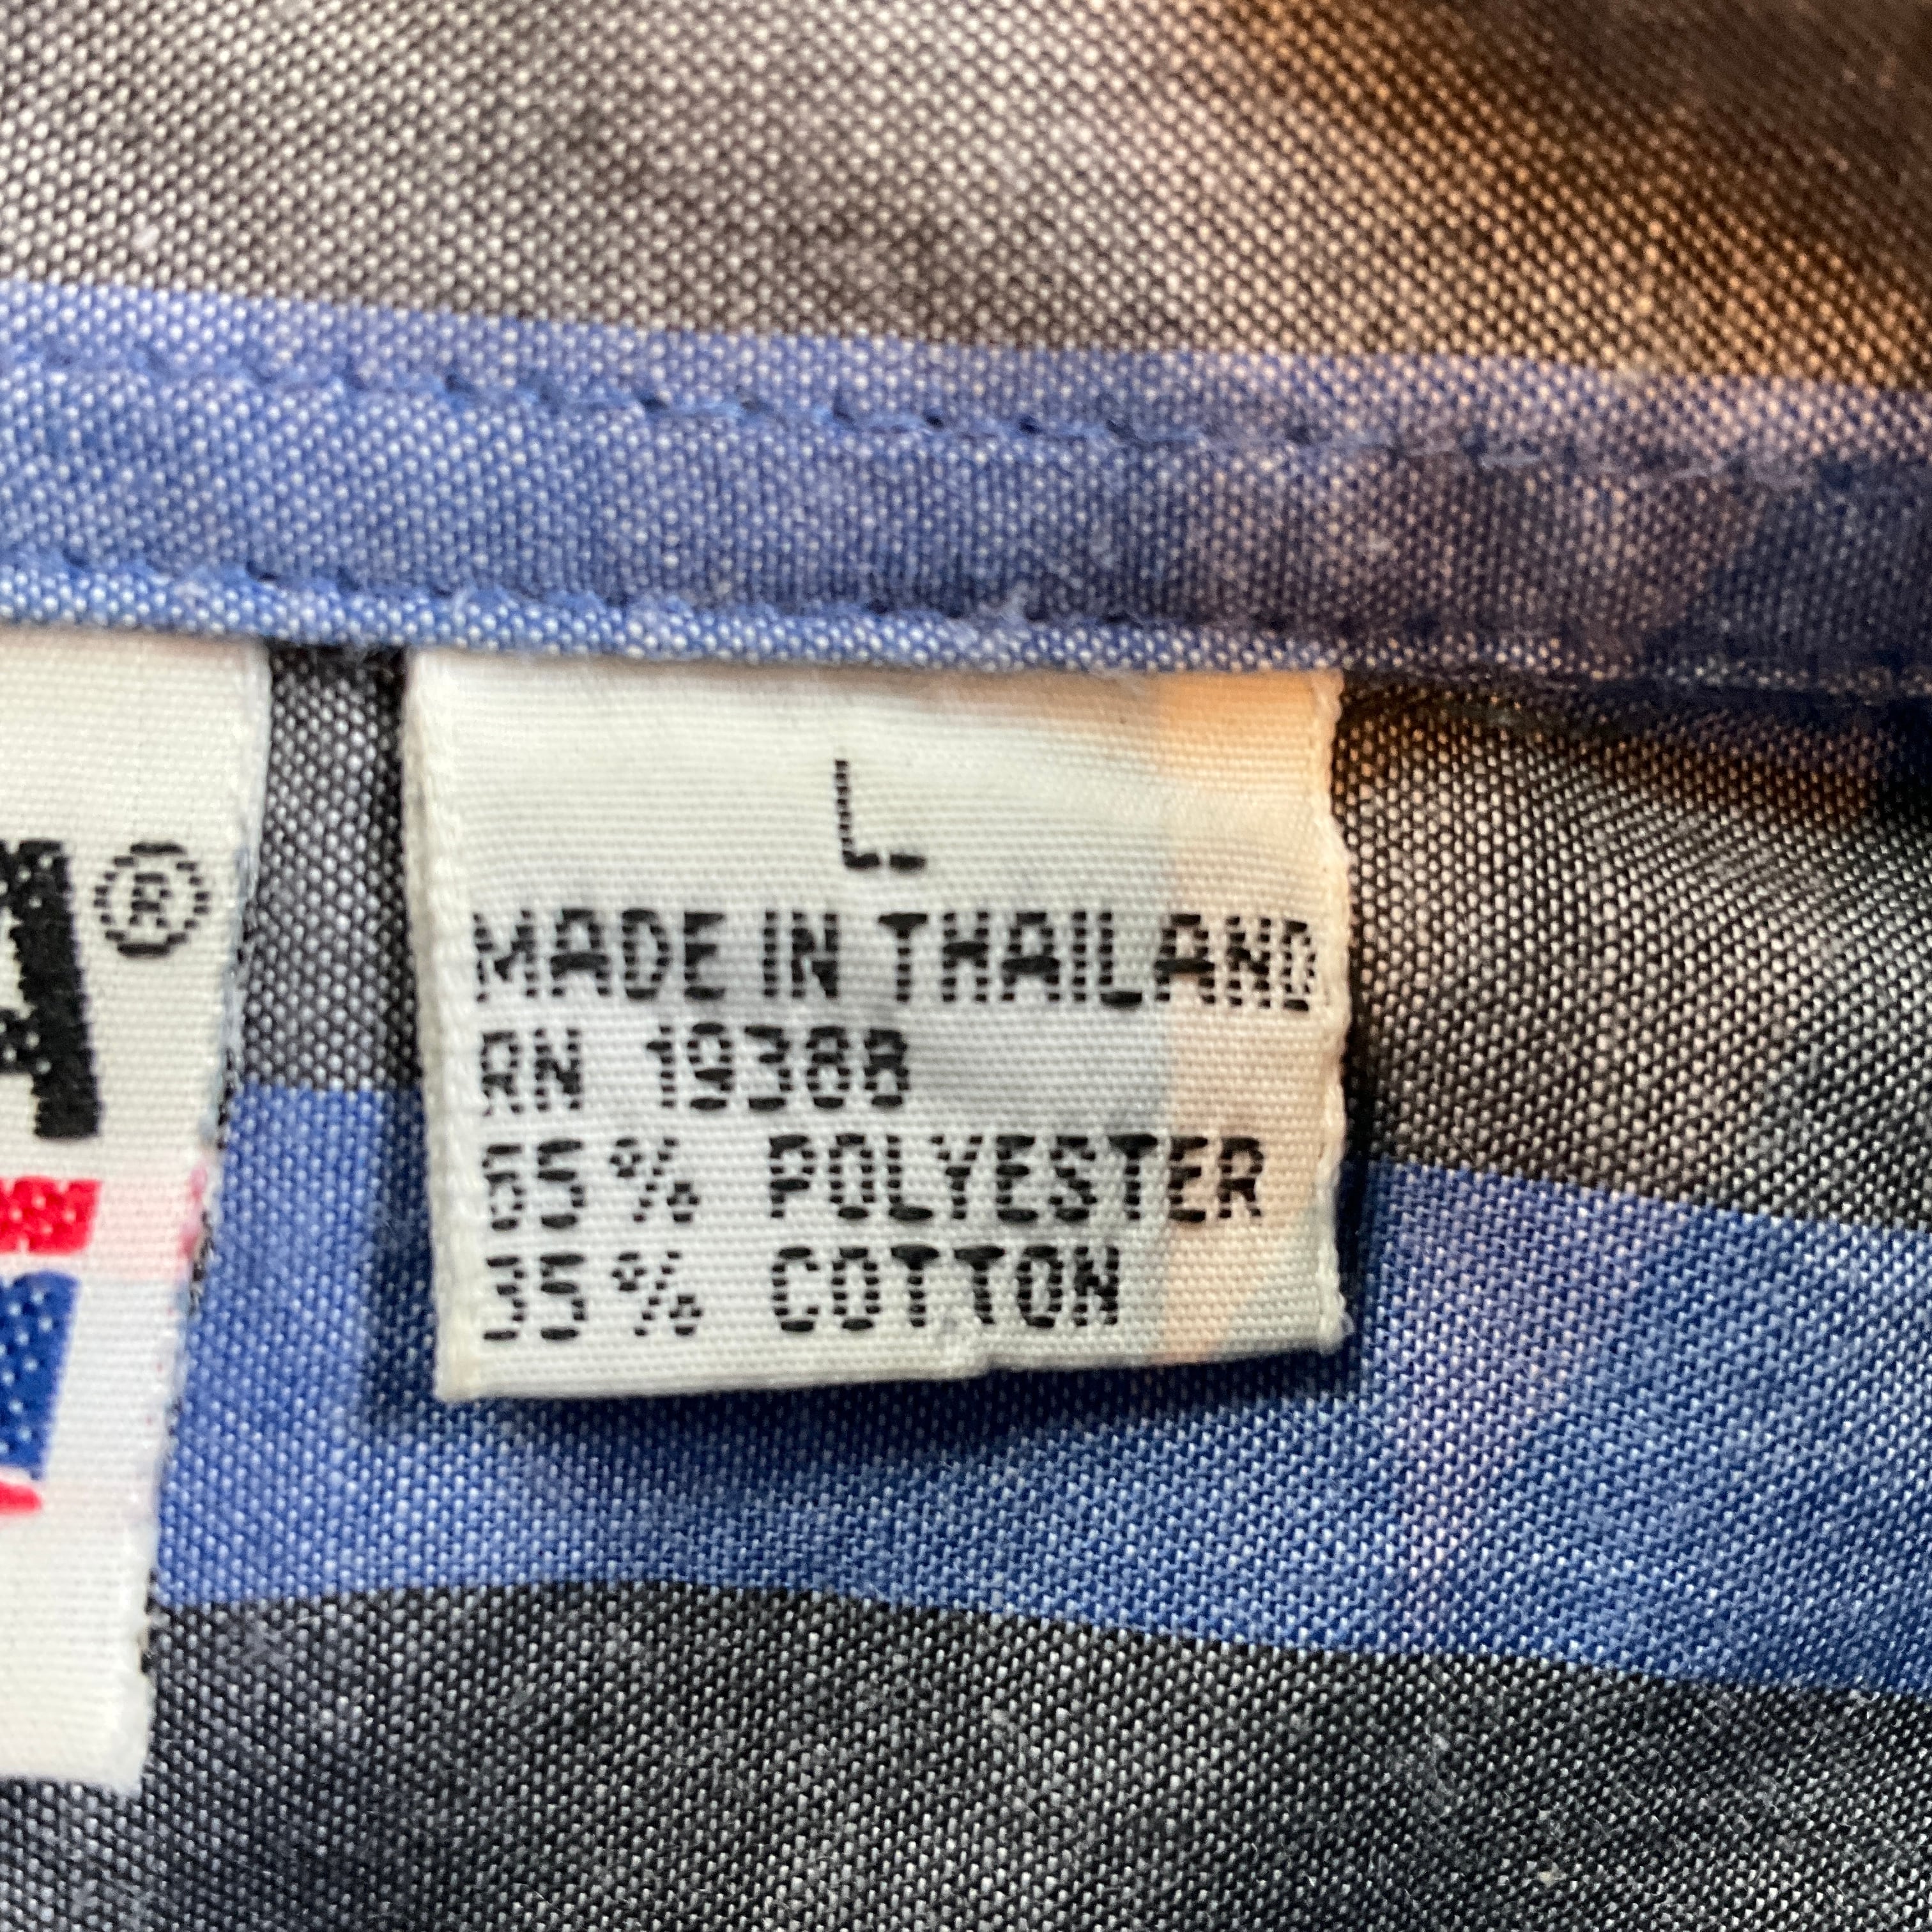 A®
L
MADE IN THAILAND
RN 19388
65% POLYESTER
35% COTTON